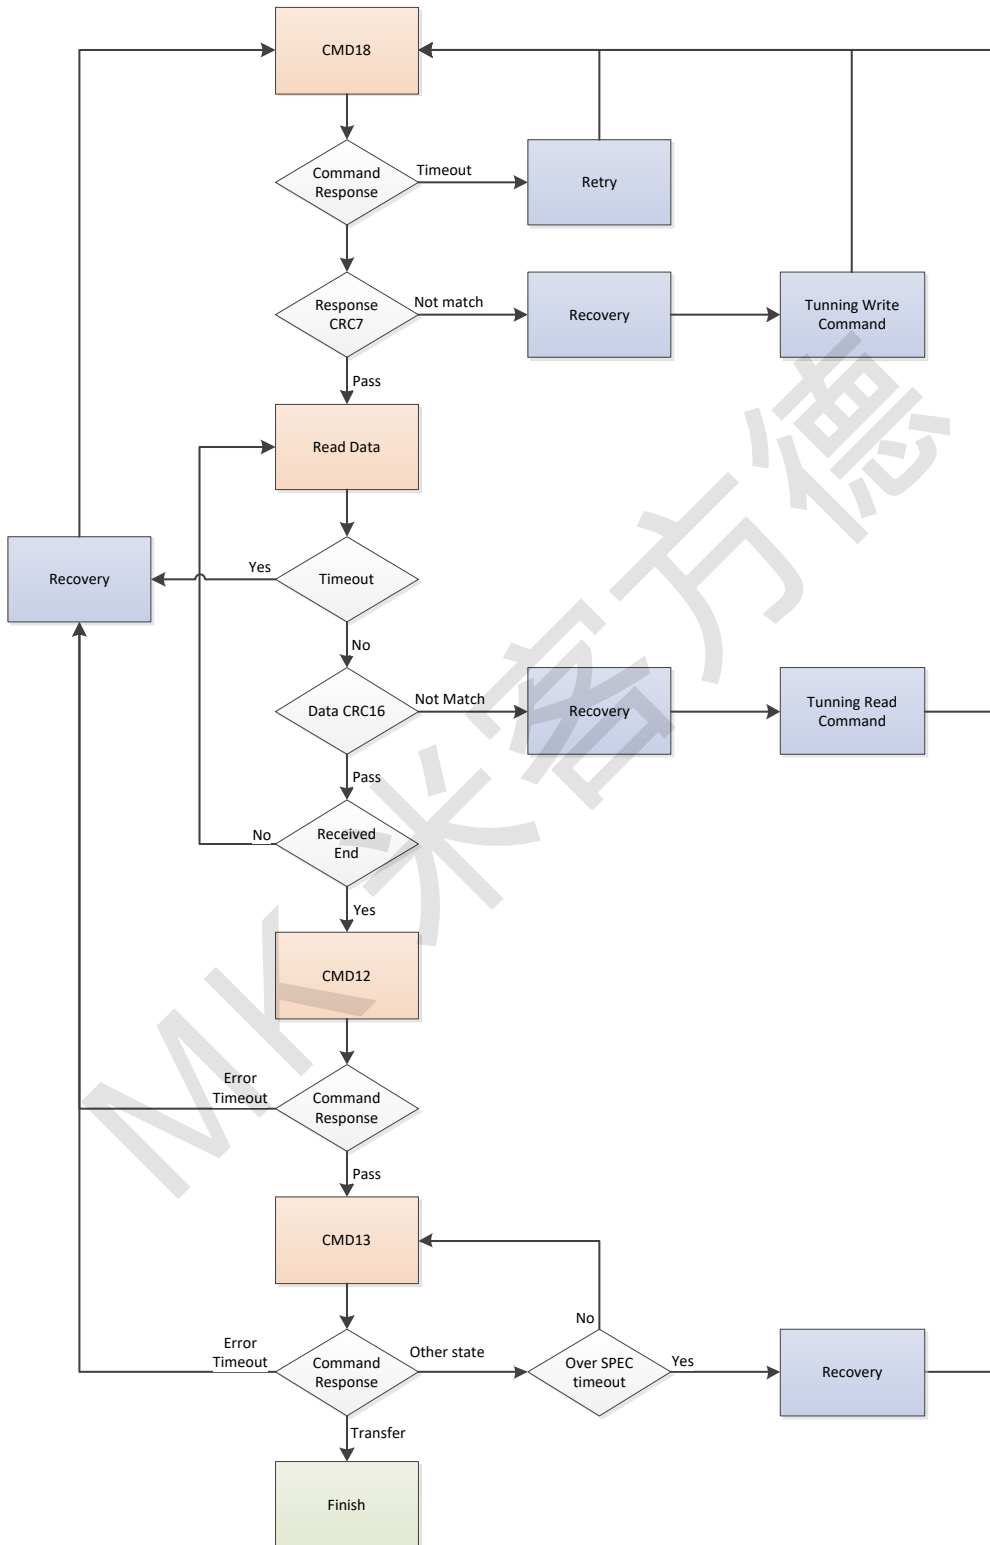 CMD18
Command
Response
Timeout
Retry
Response
CRC7
Not match
Recovery
Tunning Write
Command
Pass
Read Data
Recovery
Yes
Timeout
No
Data CRC16
Not Match
Recovery
Tunning Read
Command
Pass
No
Received
End
Yes
CMD12
Error
Timeout
Command
Response
Pass
CMD13
No
Error
Timeout
Command
Response
Other state
Over SPEC
timeout
Yes
Recovery
Transfer
Finish
MK 米客方德